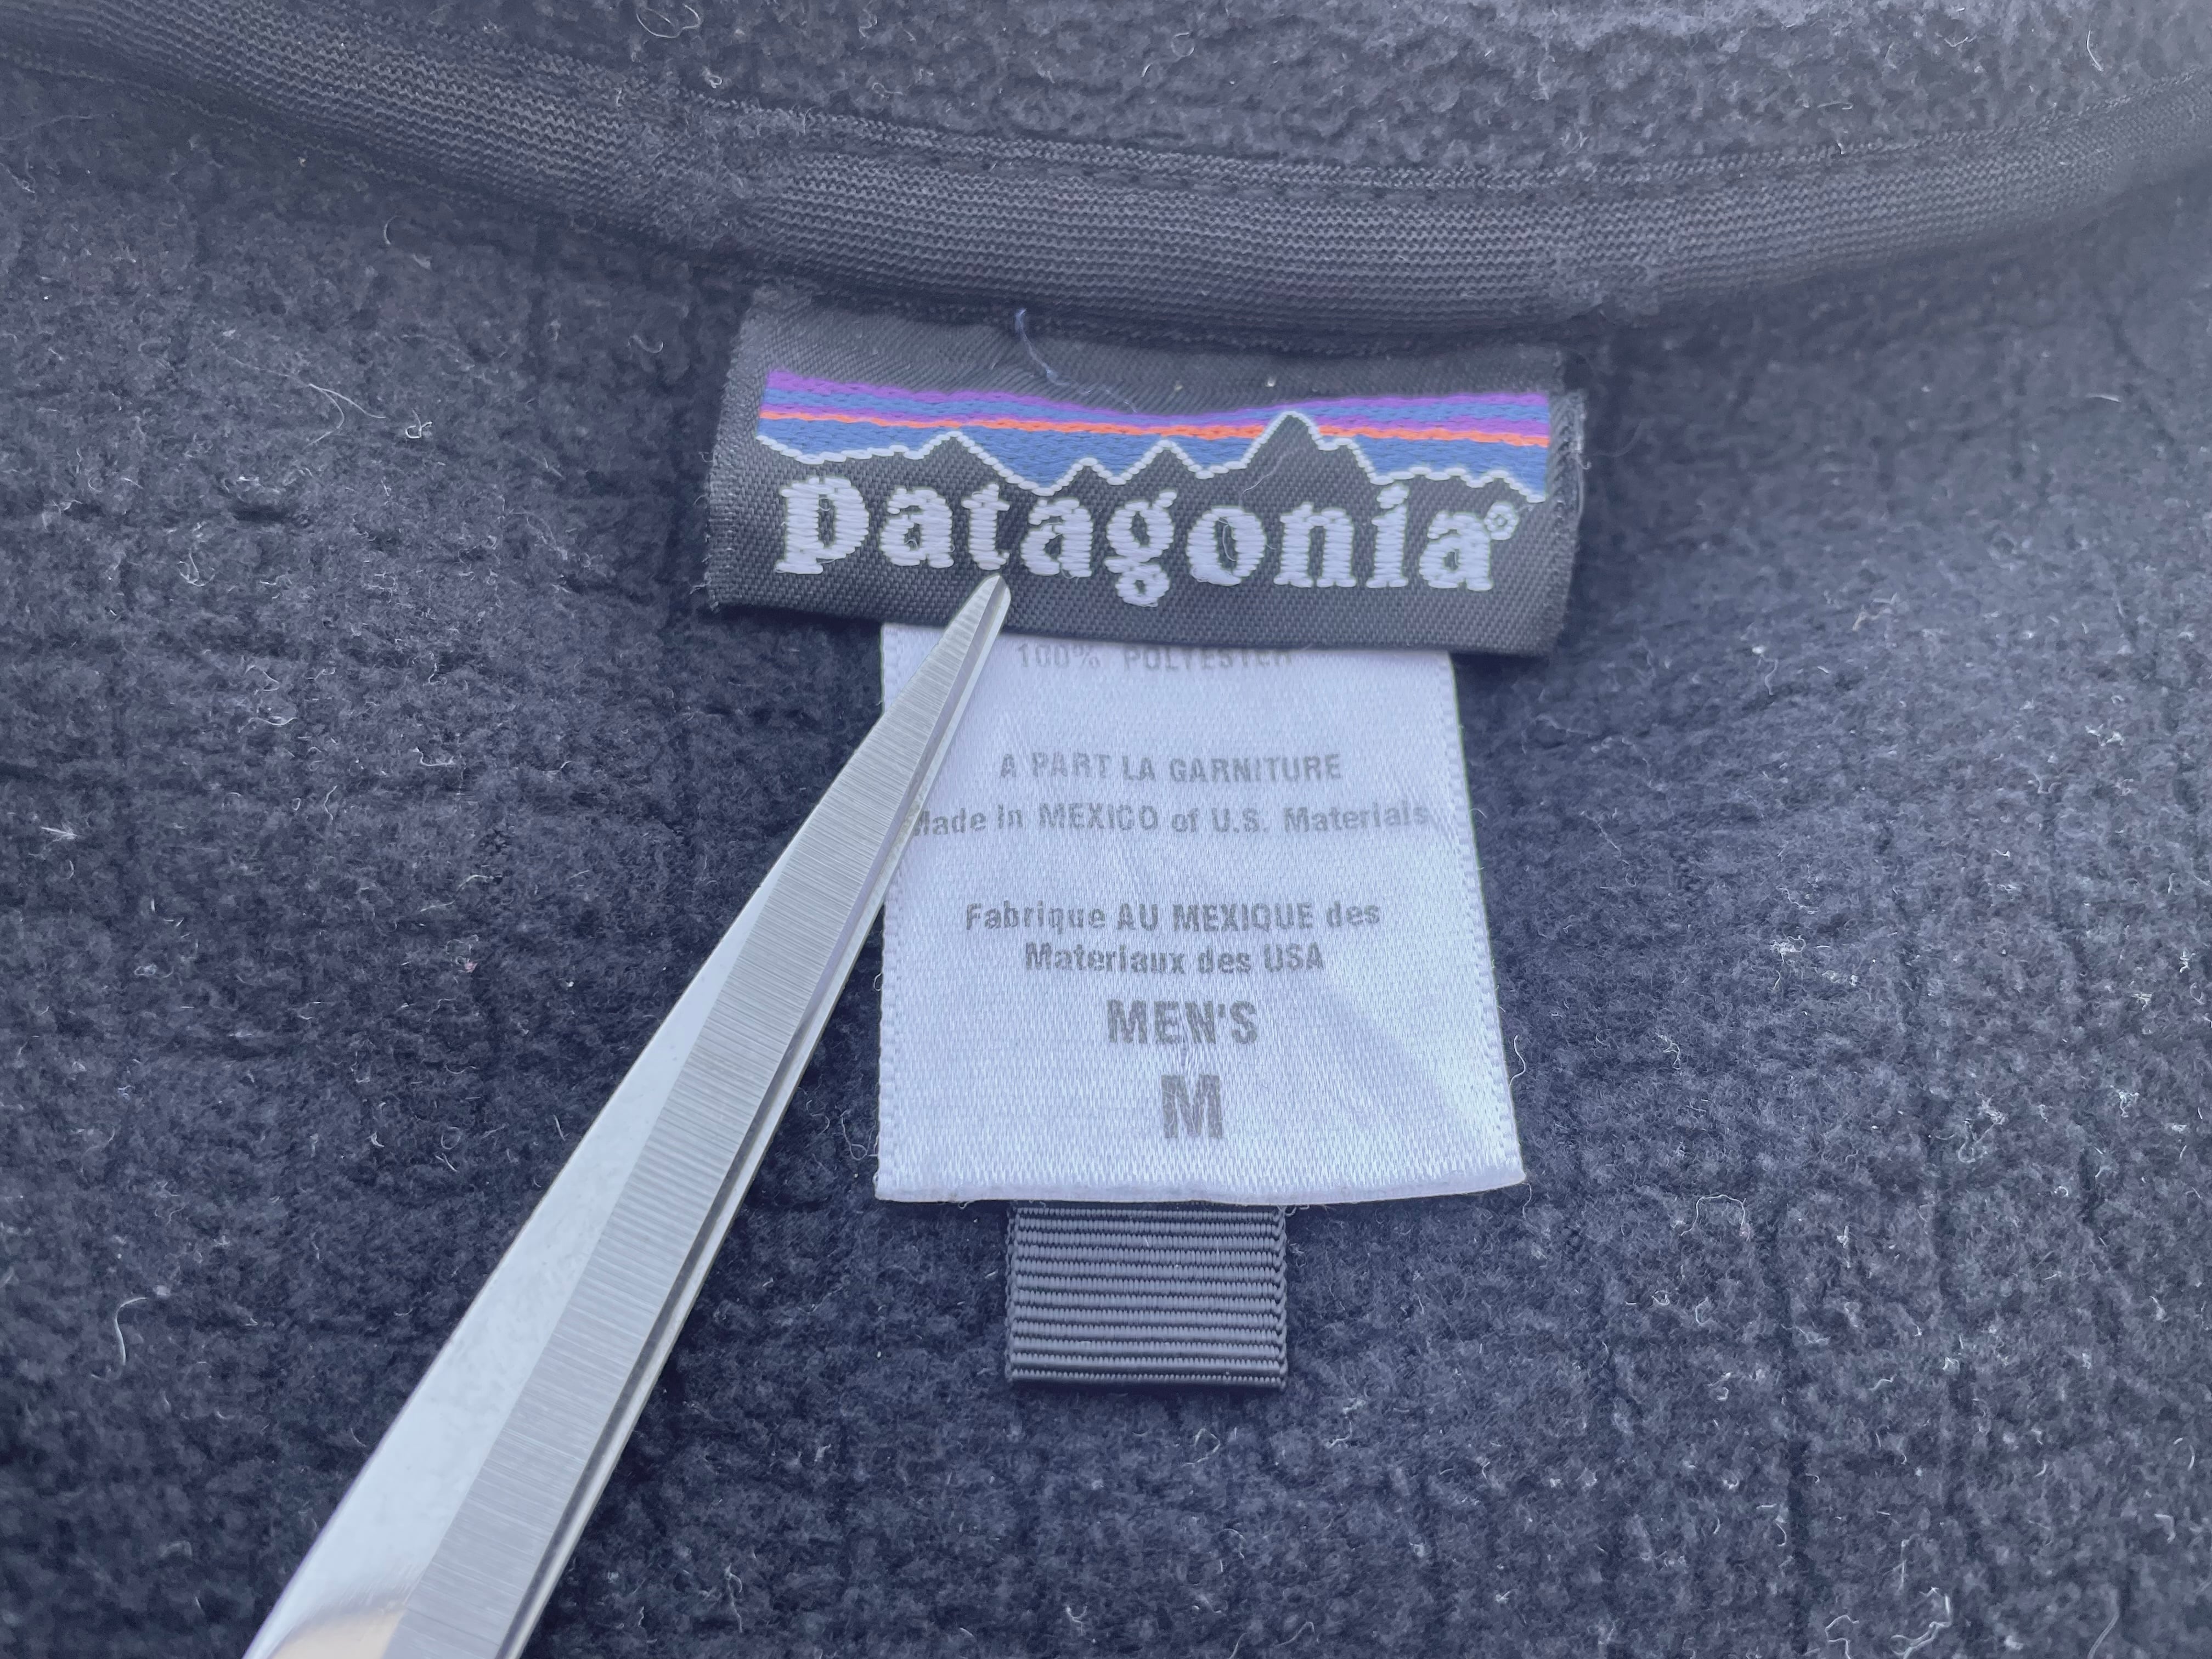 patagonia®
100% POLYESTER
A PART LA GARNITURE
Made in MEXICO of U.S. Materials
Fabrique AU MEXIQUE des
Materiaux des USA
MEN'S
M